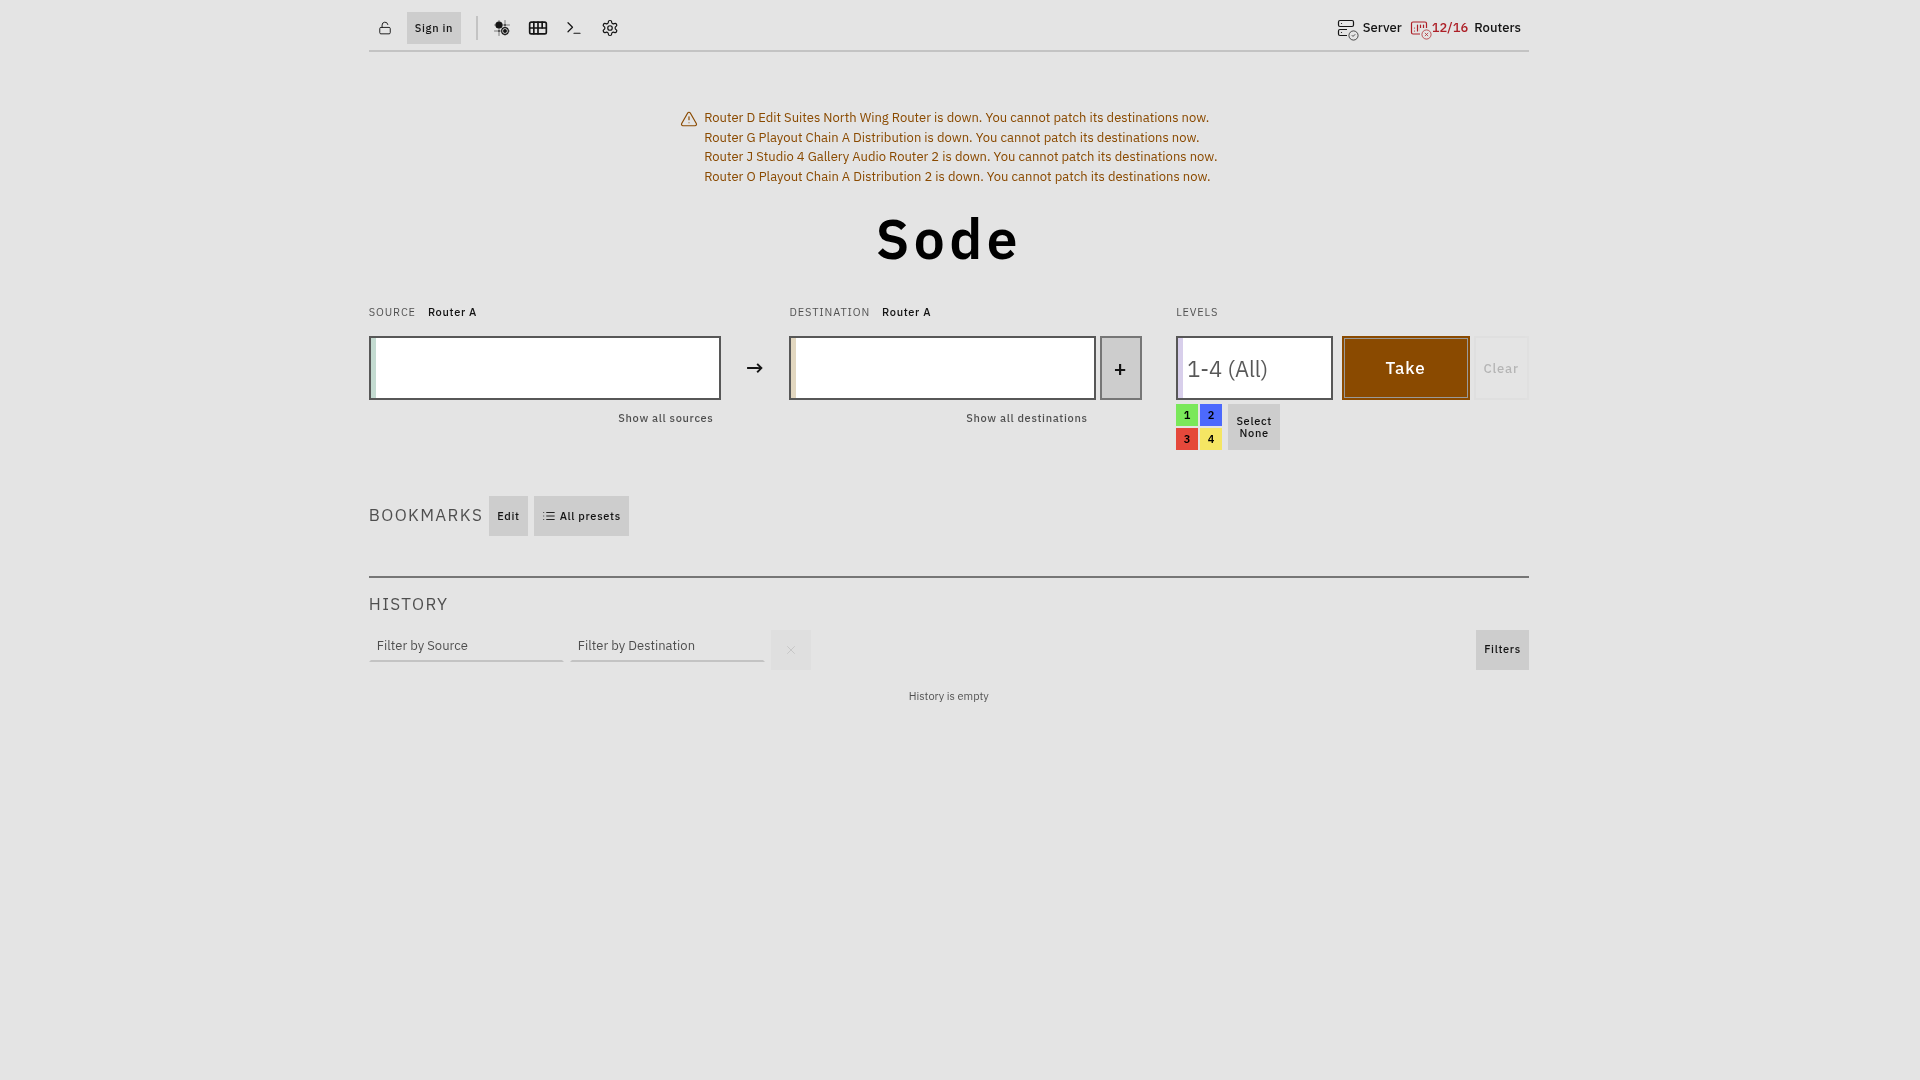 Sign in
Server
12/16 Routers
Router D Edit Suites North Wing Router is down. You cannot patch its destinations now.
Router G Playout Chain A Distribution is down. You cannot patch its destinations now.
Router J Studio 4 Gallery Audio Router 2 is down. You cannot patch its destinations now.
Router O Playout Chain A Distribution 2 is down. You cannot patch its destinations now.
Sode
SOURCE Router A
DESTINATION Router A
LEVELS
→
+
1-4 (All)
Take
Clear
Show all sources
Show all destinations
1 2
3 4
Select
None
BOOKMARKS
Edit
All presets
HISTORY
Filter by Source
Filter by Destination
Filters
History is empty